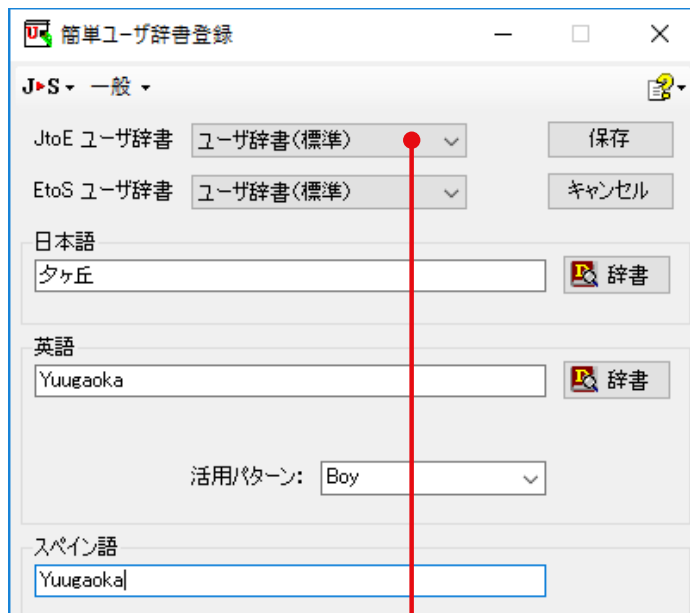 簡単ユーザ辞書登録
J▶S 一般
JtoE ユーザ辞書 ユーザ辞書(標準) 保存
EtoS ユーザ辞書 ユーザ辞書(標準) キャンセル
日本語
夕ヶ丘 辞書
英語
Yuugaoka 辞書
活用パターン: Boy
スペイン語
Yuugaoka